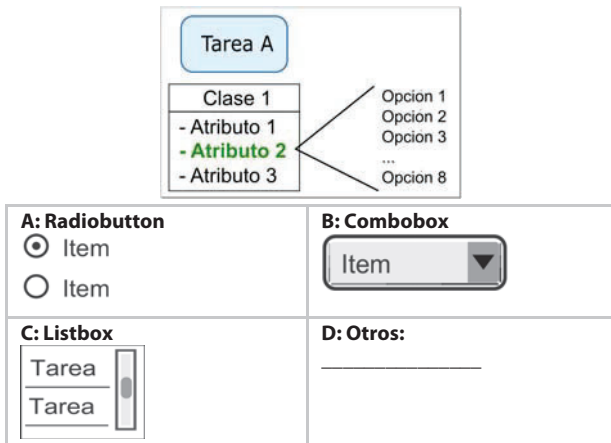 Tarea A
Clase 1
- Atributo 1
- Atributo 2
- Atributo 3
Opcion 1
Opcion 2
Opcion 3
...
Opcion 8
A: Radiobutton
Item
Item
B: Combobox
Item
C: Listbox
Tarea
Tarea
D: Otros: